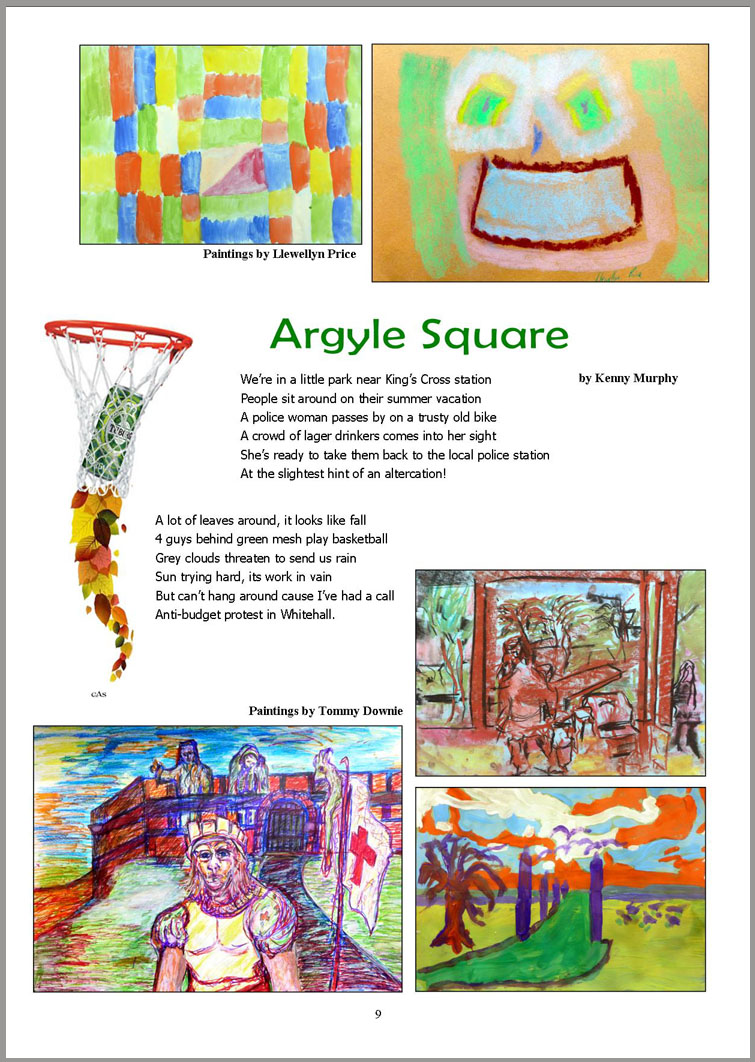 Paintings by Llewellyn Price
Argyle Square
by Kenny Murphy
We're in a little park near King's Cross station
People sit around on their summer vacation
A police woman passes by on a trusty old bike
A crowd of lager drinkers comes into her sight
She's ready to take them back to the local police station
At the slightest hint of an altercation!
A lot of leaves around, it looks like fall
4 guys behind green mesh play basketball
Grey clouds threaten to send us rain
Sun trying hard, its work in vain
But can't hang around cause I've had a call
Anti-budget protest in Whitehall.
cAs
Paintings by Tommy Downie
9